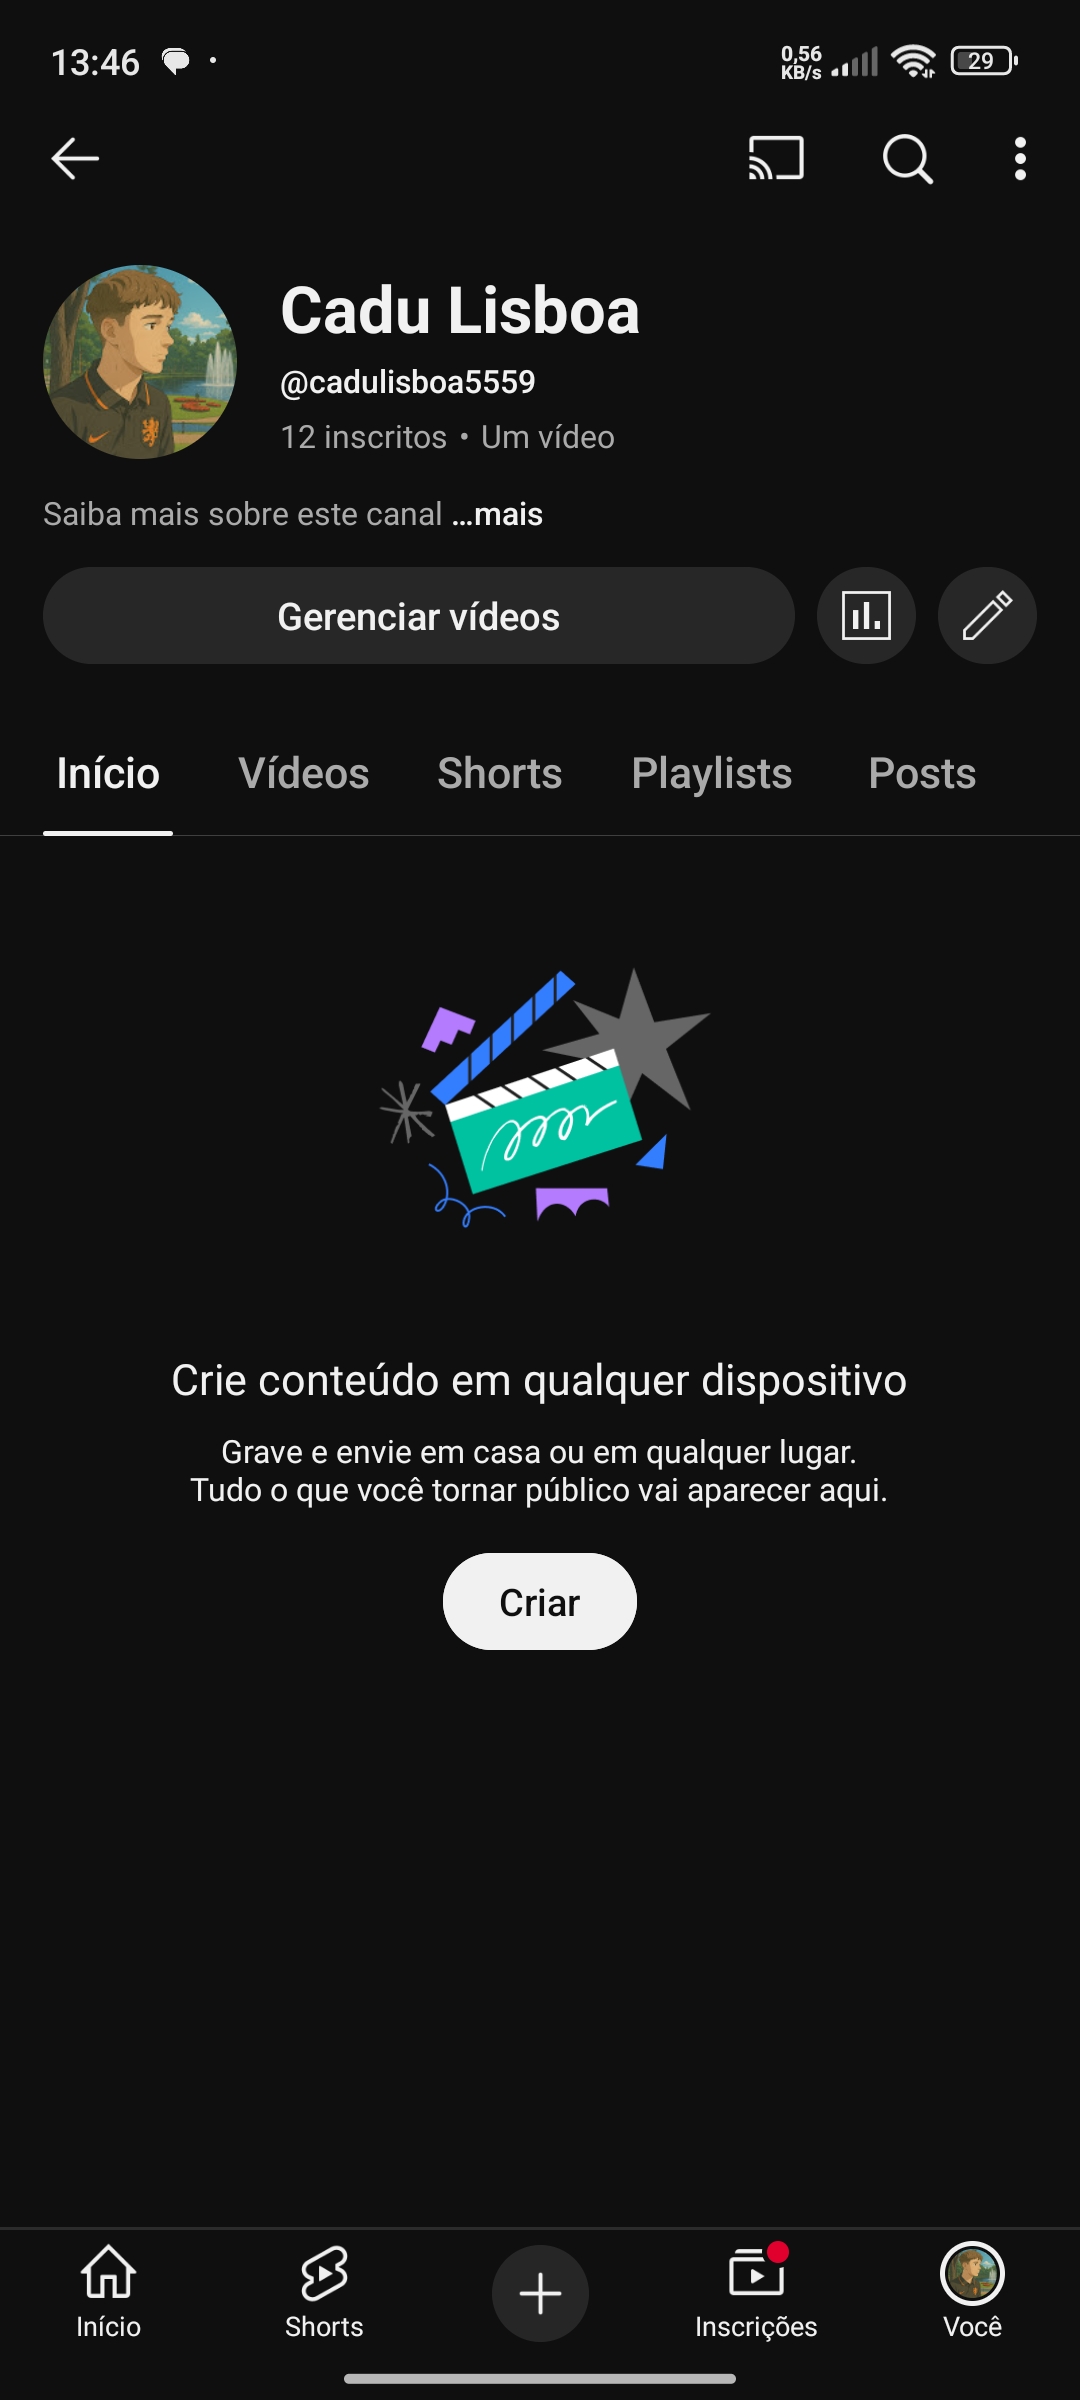 13:46
0,56
KB/s
29
Cadu Lisboa
@cadulisboa5559
12 inscritos • Um vídeo
Saiba mais sobre este canal ...mais
Gerenciar vídeos
Início Vídeos Shorts Playlists Posts
Crie conteúdo em qualquer dispositivo
Grave e envie em casa ou em qualquer lugar.
Tudo o que você tornar público vai aparecer aqui.
Criar
Início Shorts Inscrições Você